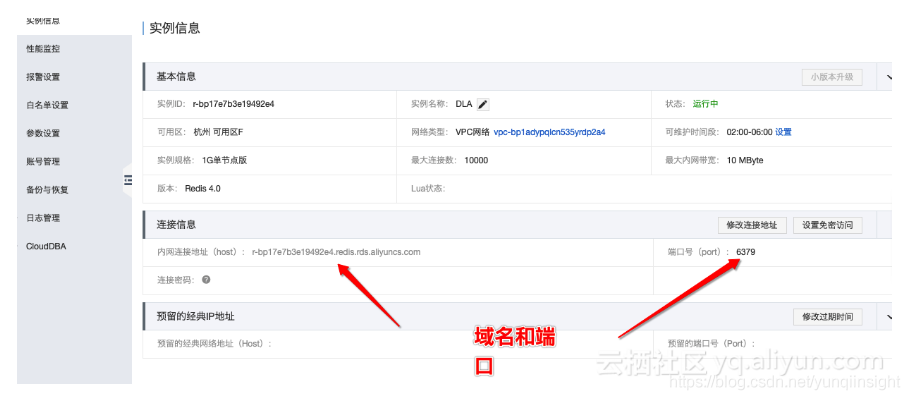 实例信息
性能监控
报警设置
白名单设置
参数设置
账号管理
备份与恢复
日志管理
CloudDBA
实例信息
基本信息
小版本升级
实例ID： r-bp17e7b3e19492e4
实例名称： DLA
状态： 运行中
可用区： 杭州 可用区F
网络类型： VPC网络 vpc-bp1adypqlcn535yrdp2a4
可维护时间段： 02:00-06:00 设置
实例规格： 1G单节点版
最大连接数： 10000
最大内网带宽： 10 MByte
版本： Redis 4.0
Lua状态：
连接信息
修改连接地址
设置免密访问
内网连接地址（host）： r-bp17e7b3e19492e4.redis.rds.aliyuncs.com
端口号（port）： 6379
连接密码： ?
预留的经典IP地址
修改过期时间
预留的经典网络地址（Host）：
预留的端口号（Port）：
域名和端
口
云栖社区 yq.aliyun.com
https://blog.csdn.net/yunqiinsight